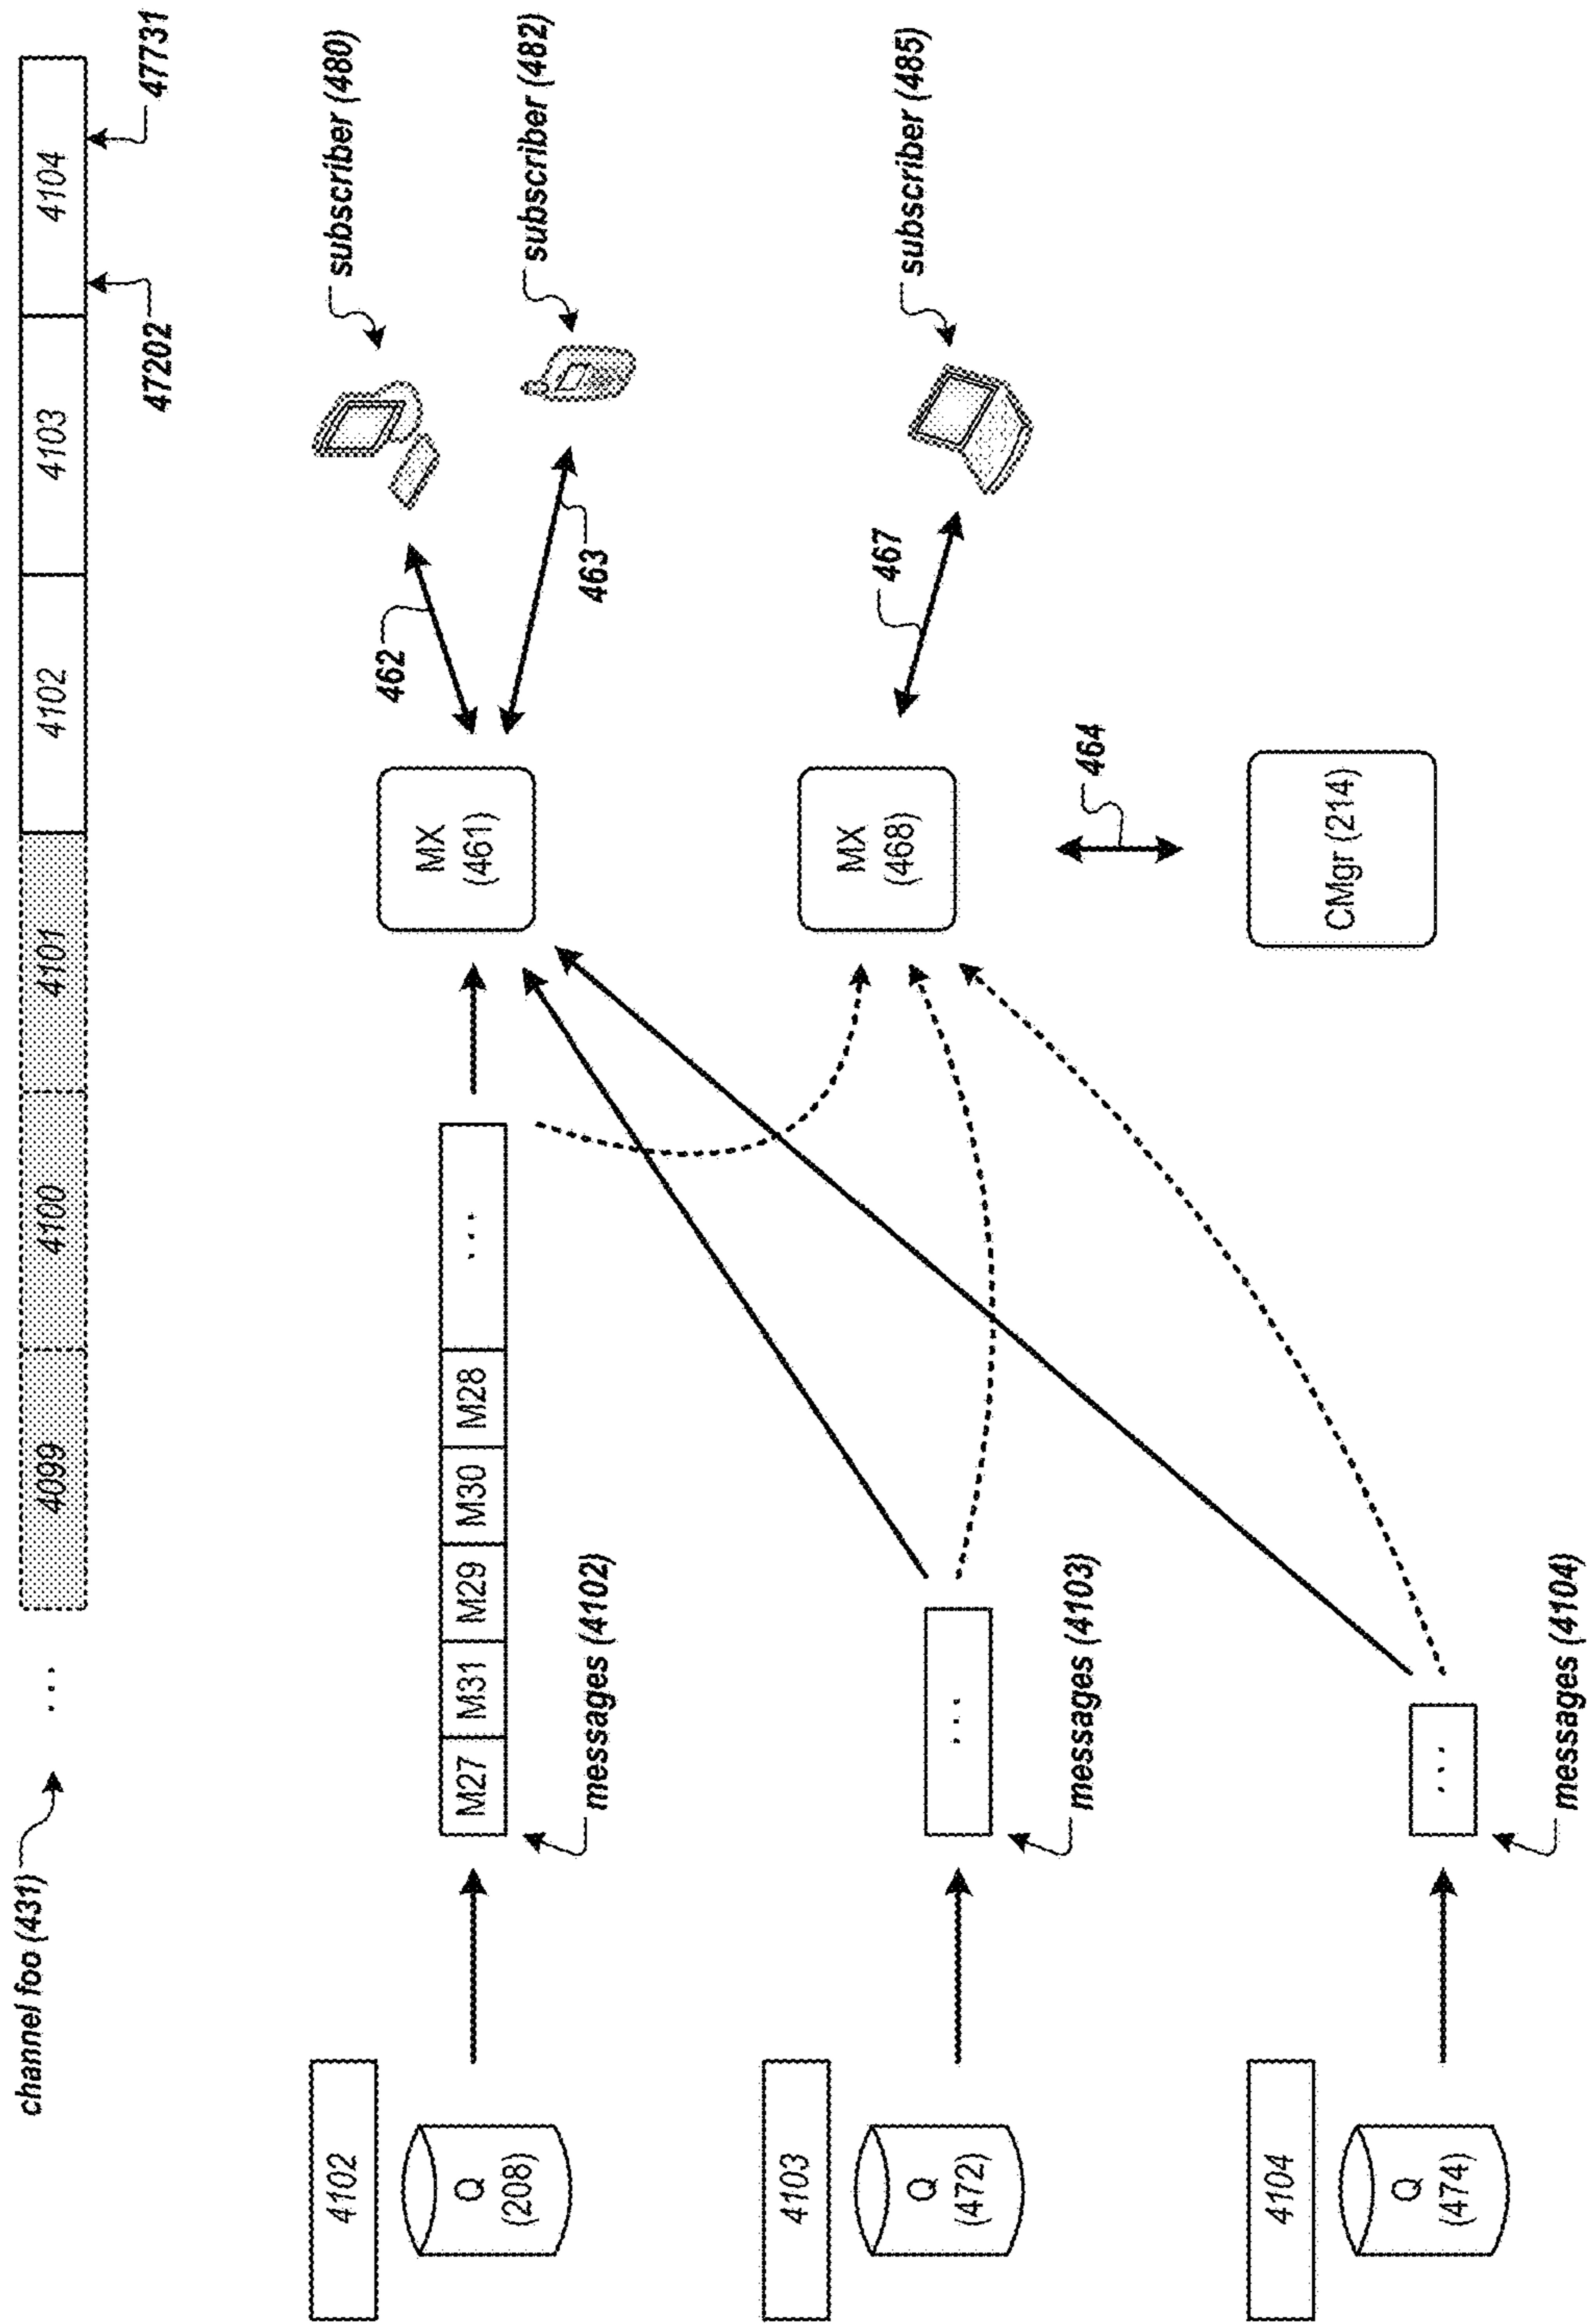 channel foo (431)
...
4099
4100
4101
4102
4103
4104
47202
47731
4102
Q
(208)
M27
M31
M29
M30
M28
...
messages (4102)
MX
(461)
462
463
subscriber (480)
subscriber (482)
4103
Q
(472)
...
messages (4103)
MX
(468)
467
subscriber (485)
464
4104
Q
(474)
...
messages (4104)
CMgr (214)